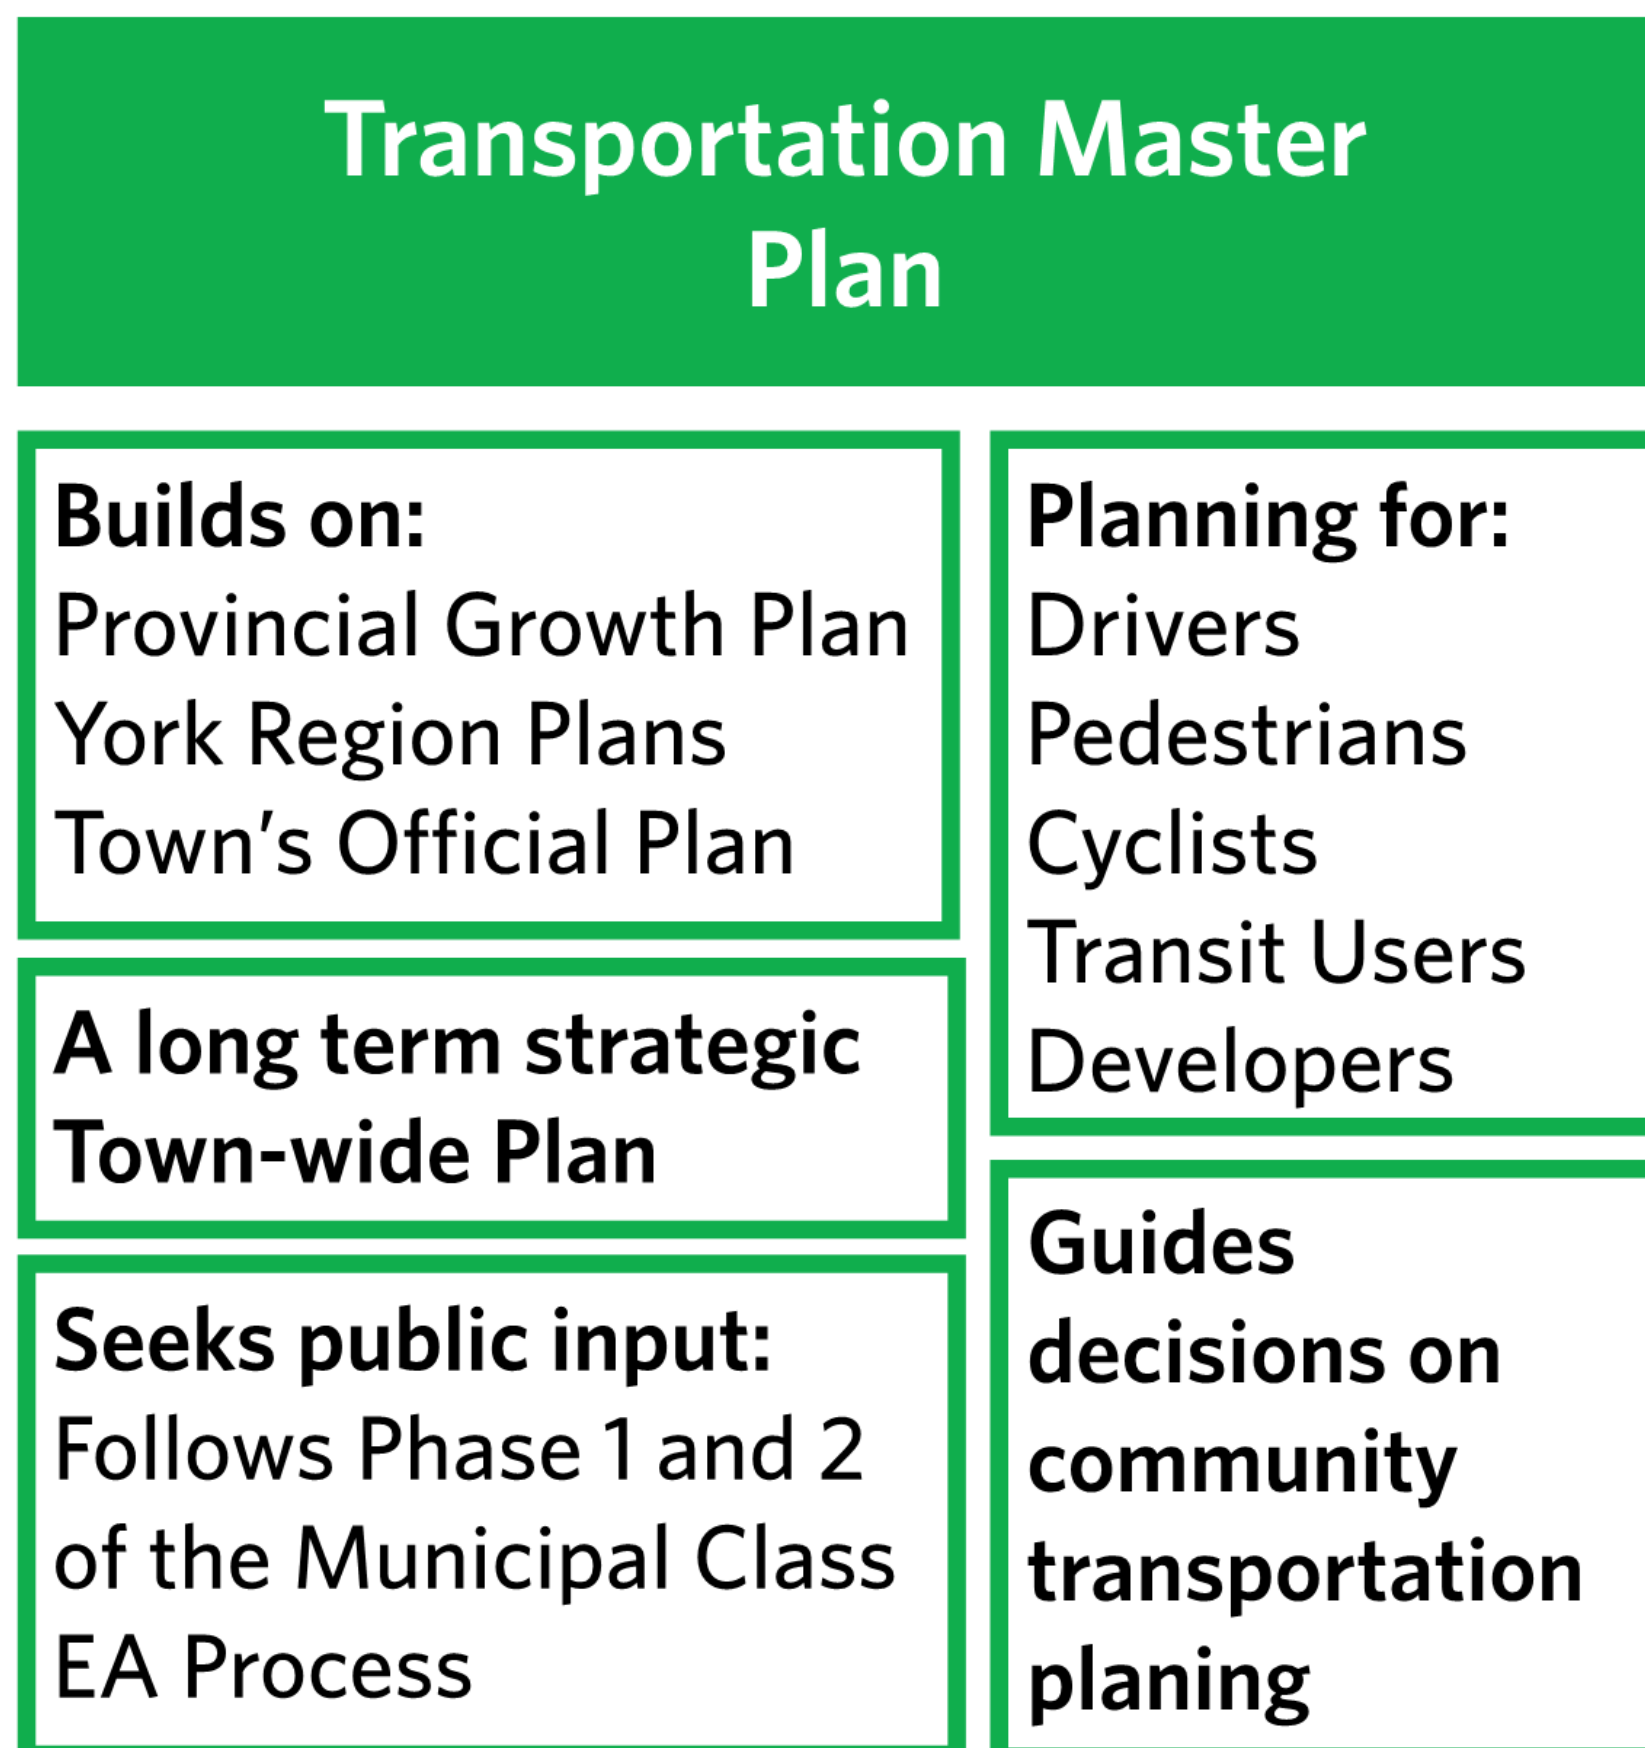 Transportation Master
Plan
Builds on:
Provincial Growth Plan
York Region Plans
Town’s Official Plan
A long term strategic
Town-wide Plan
Seeks public input:
Follows Phase 1 and 2
of the Municipal Class
EA Process
Planning for:
Drivers
Pedestrians
Cyclists
Transit Users
Developers
Guides
decisions on
community
transportation
planing